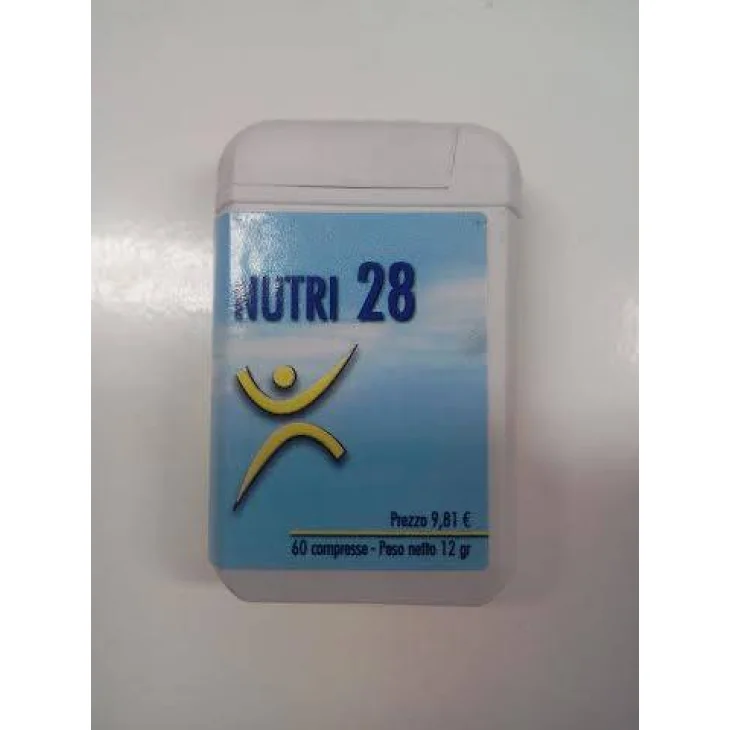 NUTRI 28
Prezzo 9,81 €
60 compresse - Peso netto 12 gr